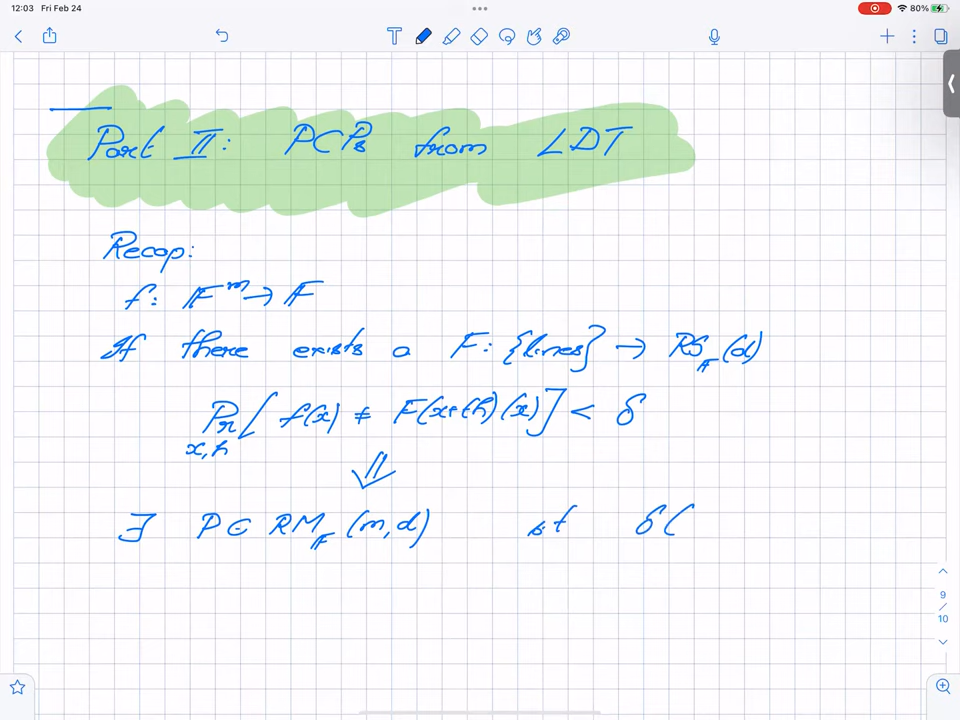 12:03 Fri Feb 24
80%
Part II: PCPs from LDT
Recap:
f: 𝔽^m → 𝔽
If there exists a F: {lines} → RS_𝔽(d)
Pr_{x,h}[f(x) ≠ F(x+th)(x)] < δ
⇓
∃ P ∈ RM_𝔽(m,d) st δ(
9
/
10